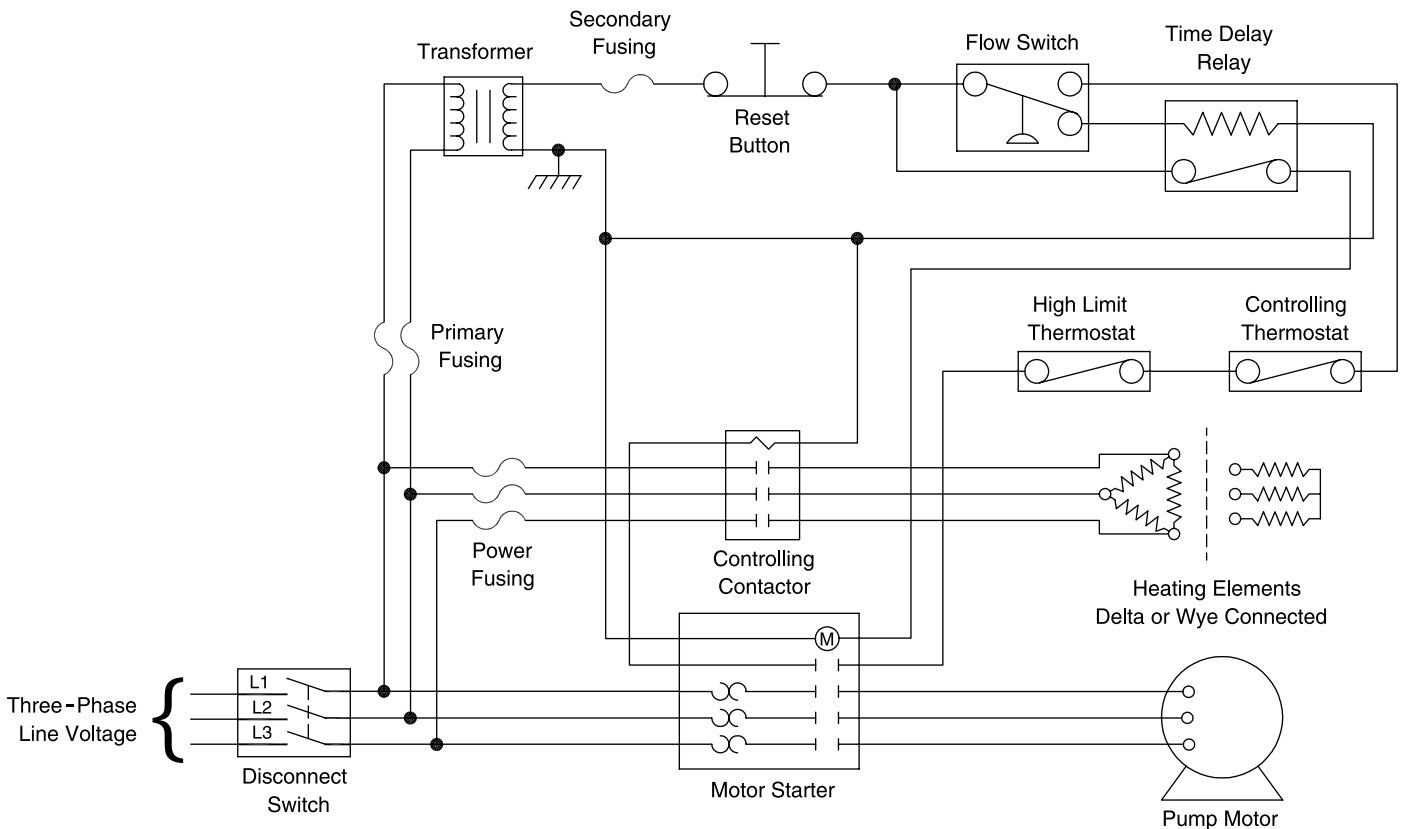 Secondary
Fusing
Transformer
Flow Switch
Time Delay
Relay
Reset
Button
Primary
Fusing
High Limit
Thermostat
Controlling
Thermostat
Power
Fusing
Controlling
Contactor
Heating Elements
Delta or Wye Connected
M
L1
L2
L3
Three-Phase
Line Voltage
Disconnect
Switch
Motor Starter
Pump Motor